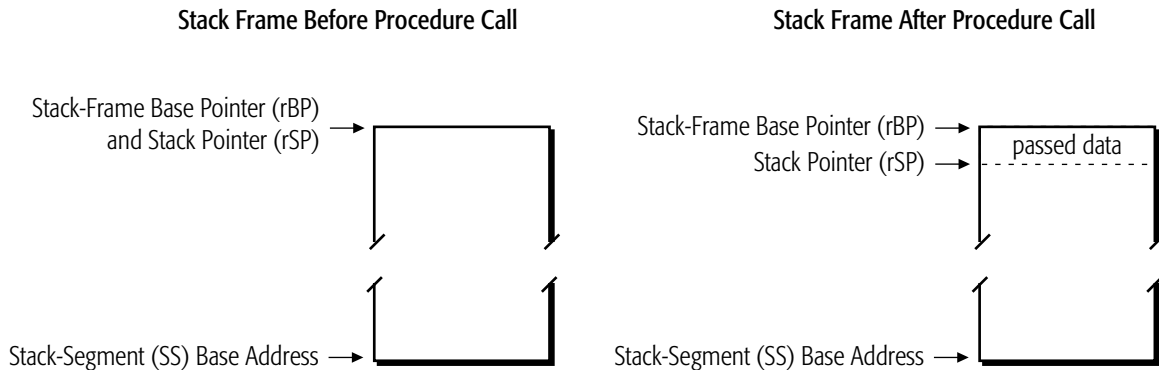 Stack Frame Before Procedure Call
Stack-Frame Base Pointer (rBP)
and Stack Pointer (rSP)
Stack-Segment (SS) Base Address
Stack Frame After Procedure Call
Stack-Frame Base Pointer (rBP)
passed data
Stack Pointer (rSP)
Stack-Segment (SS) Base Address